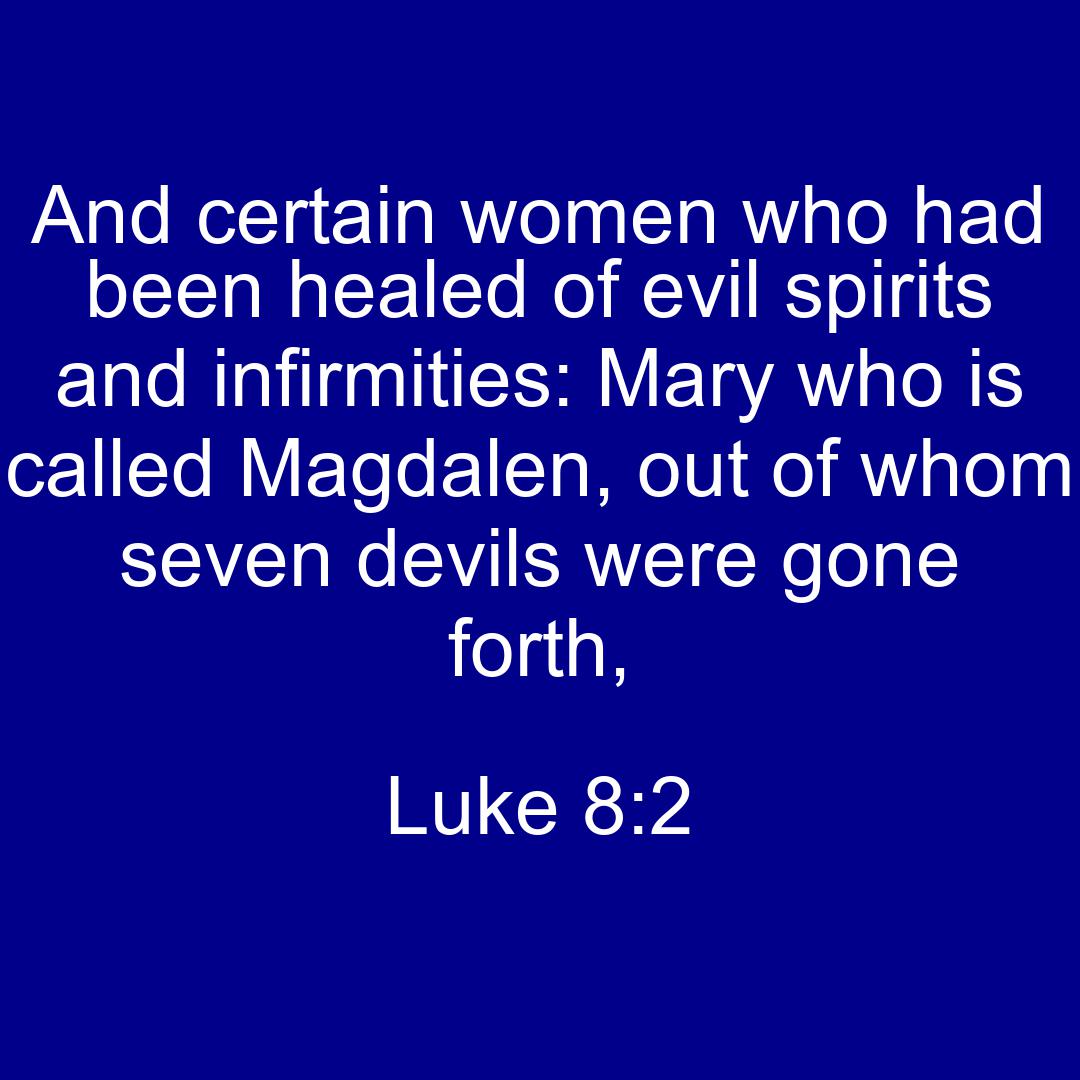 And certain women who had
been healed of evil spirits
and infirmities: Mary who is
called Magdalen, out of whom
seven devils were gone
forth,
Luke 8:2